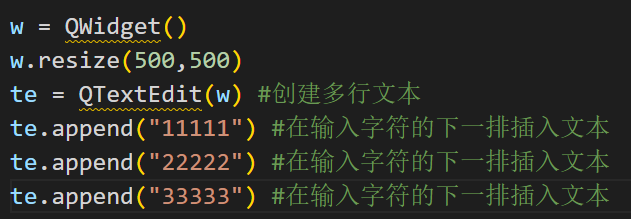 w = QWidget()
w.resize(500,500)
te = QTextEdit(w) #创建多行文本
te.append("11111") #在输入字符的下一排插入文本
te.append("22222") #在输入字符的下一排插入文本
te.append("33333") #在输入字符的下一排插入文本